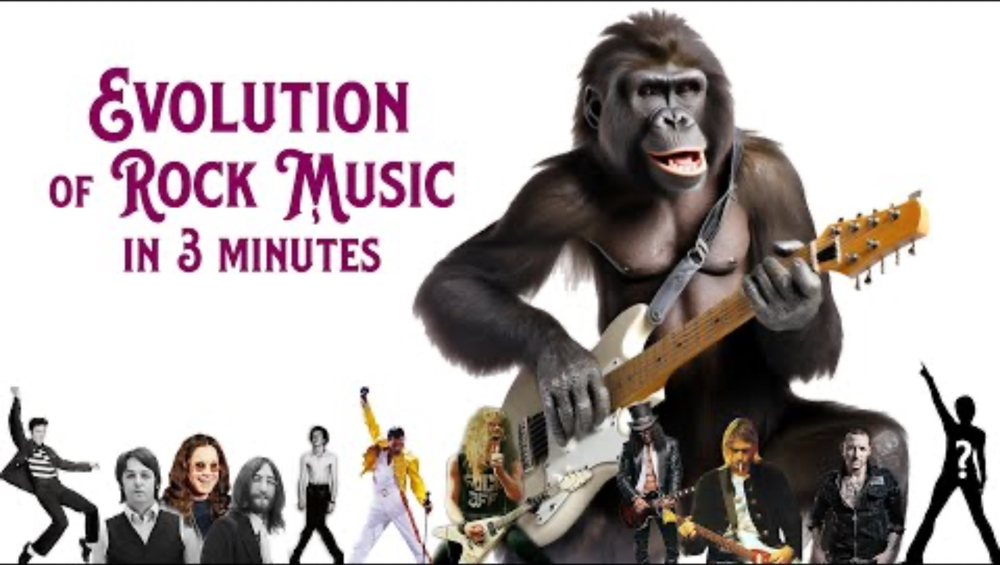 Evolution
of Rock Music
in 3 minutes
?